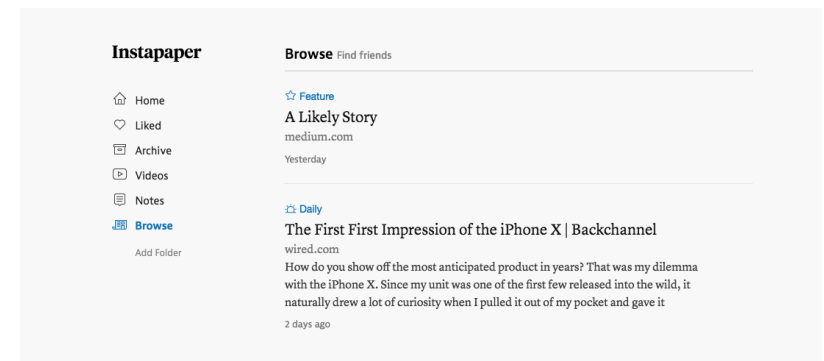 Instapaper
Home
Liked
Archive
Videos
Notes
Browse
Add Folder
Browse Find friends
Feature
A Likely Story
medium.com
Yesterday
Daily
The First First Impression of the iPhone X | Backchannel
wired.com
How do you show off the most anticipated product in years? That was my dilemma
with the iPhone X. Since my unit was one of the first few released into the wild, it
naturally drew a lot of curiosity when I pulled it out of my pocket and gave it
2 days ago